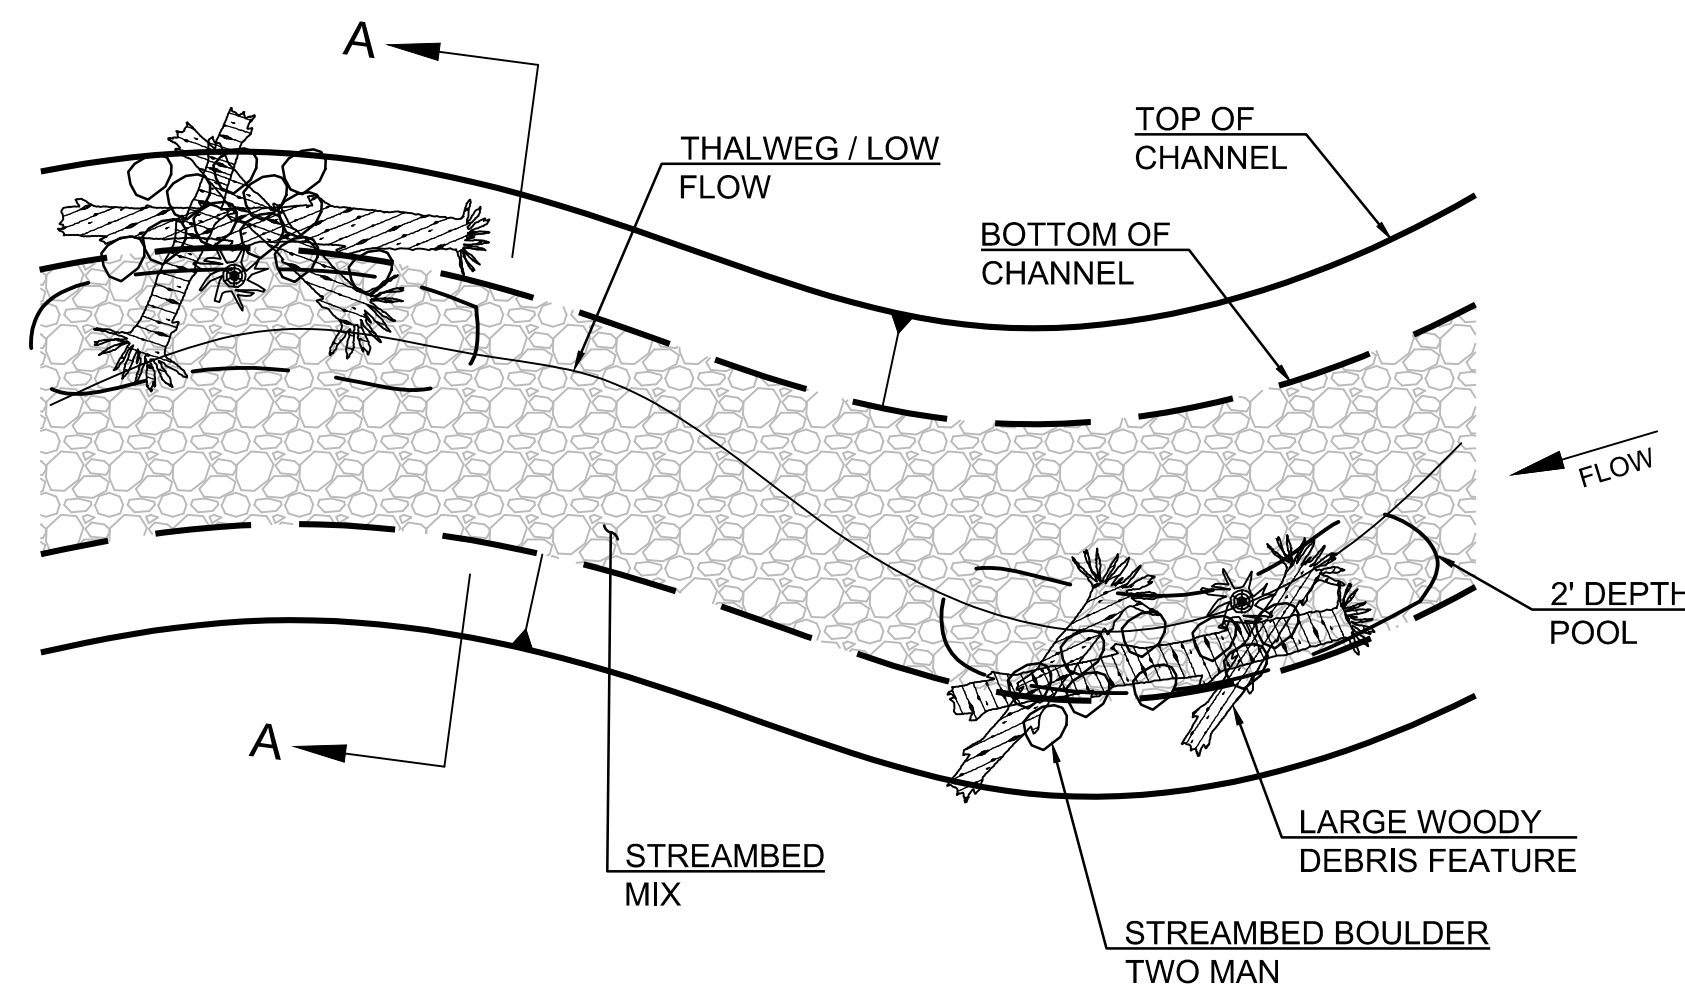 A
THALWEG / LOW
FLOW
TOP OF
CHANNEL
BOTTOM OF
CHANNEL
FLOW
2' DEPTH
POOL
A
LARGE WOODY
DEBRIS FEATURE
STREAMBED
MIX
STREAMBED BOULDER
TWO MAN